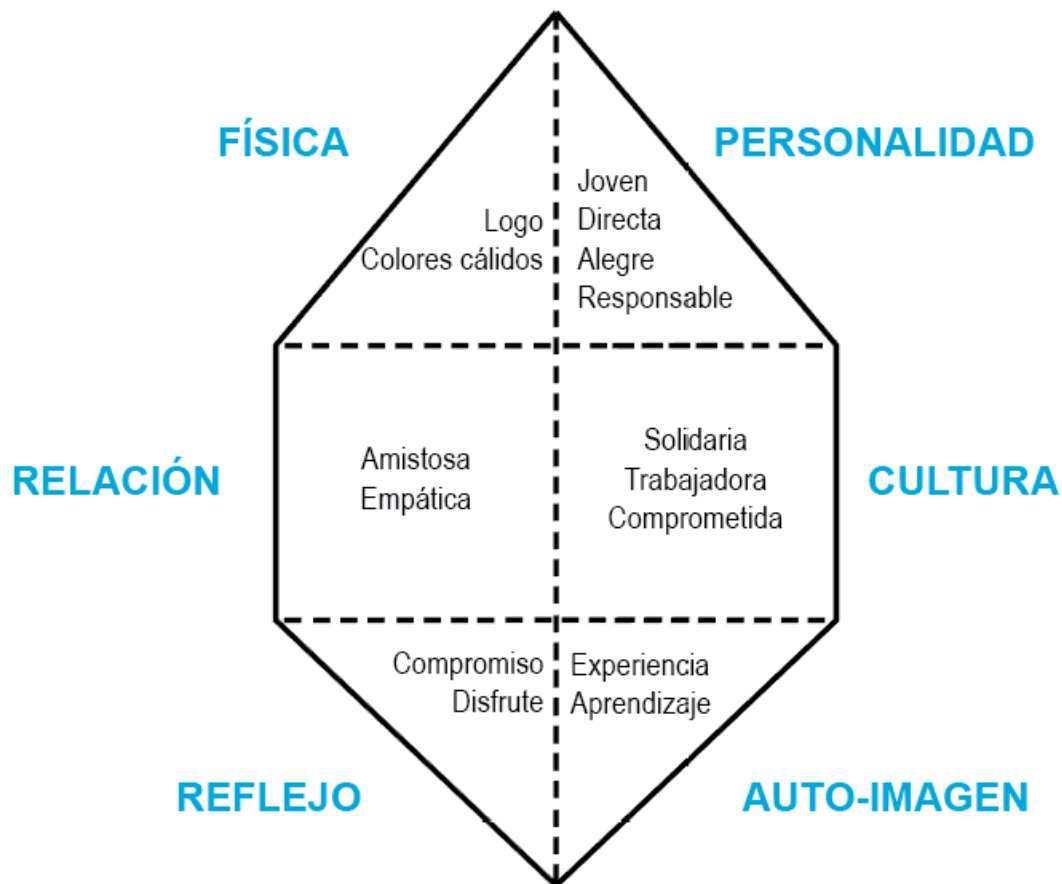 FÍSICA
Logo
Colores cálidos
PERSONALIDAD
Joven
Directa
Alegre
Responsable
RELACIÓN
Amistosa
Empática
Solidaria
Trabajadora
Comprometida
CULTURA
Compromiso
Disfrute
REFLEJO
Experiencia
Aprendizaje
AUTO-IMAGEN